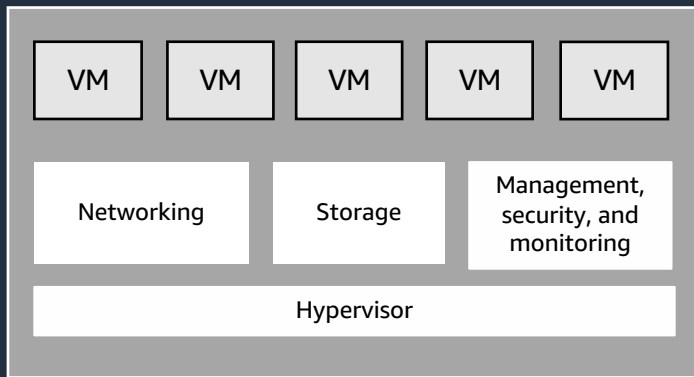 VM
VM
VM
VM
VM
Networking
Storage
Management,
security, and
monitoring
Hypervisor